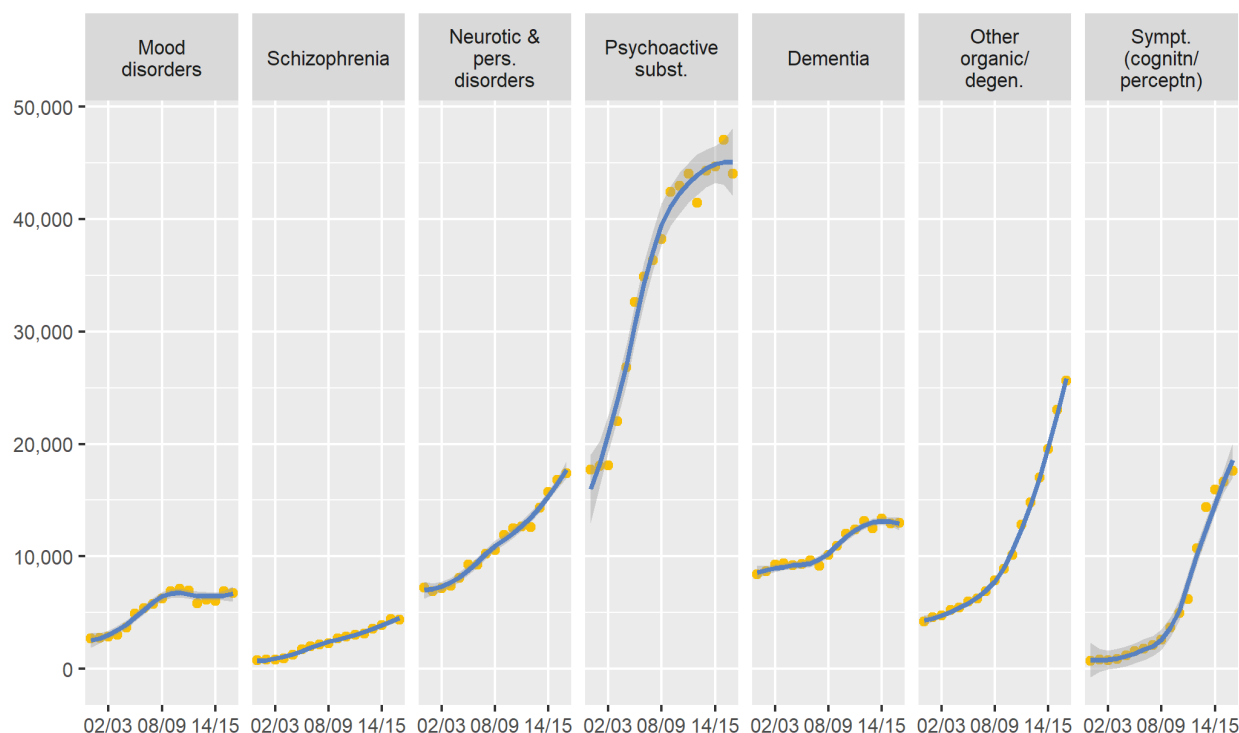 Mood
disorders
Schizophrenia
Neurotic &
pers.
disorders
Psychoactive
subst.
Dementia
Other
organic/
degen.
Sympt.
(cognitn/
perceptn)
50,000
40,000
30,000
20,000
10,000
0
02/03 08/09 14/15
02/03 08/09 14/15
02/03 08/09 14/15
02/03 08/09 14/15
02/03 08/09 14/15
02/03 08/09 14/15
02/03 08/09 14/15